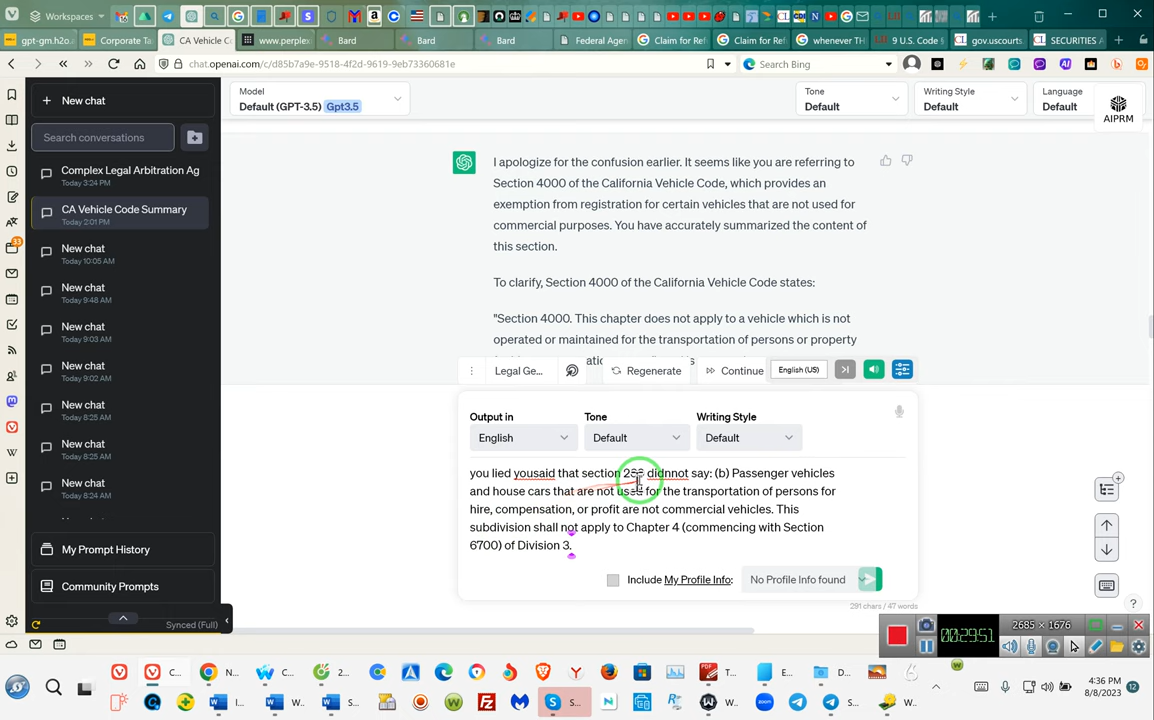 Workspaces
gpt-gm.h2o.a
Corporate Ta
CA Vehicle Co
www.perplex
Bard
Bard
Bard
Federal Agen
Claim for Ref
Claim for Ref
whenever TH
9 U.S. Code §
gov.uscourts
SECURITIES A
chat.openai.com/c/d85b7a9e-9518-4f2d-9619-9eb73360681e
Search Bing
New chat
Search conversations
Complex Legal Arbitration Ag
Today 3:24 PM
CA Vehicle Code Summary
Today 2:01 PM
New chat
Today 10:05 AM
New chat
Today 9:48 AM
New chat
Today 9:03 AM
New chat
Today 9:02 AM
New chat
Today 8:25 AM
New chat
Today 8:25 AM
New chat
Today 8:24 AM
My Prompt History
Community Prompts
Synced (Full)
Model
Default (GPT-3.5) Gpt3.5
Tone
Default
Writing Style
Default
Language
Default
AIPRM
I apologize for the confusion earlier. It seems like you are referring to
Section 4000 of the California Vehicle Code, which provides an
exemption from registration for certain vehicles that are not used for
commercial purposes. You have accurately summarized the content of
this section.
To clarify, Section 4000 of the California Vehicle Code states:
"Section 4000. This chapter does not apply to a vehicle which is not
operated or maintained for the transportation of persons or property
Legal Ge...
Regenerate
Continue
English (US)
Output in
English
Tone
Default
Writing Style
Default
you lied yousaid that section didnnot say: (b) Passenger vehicles
and house cars that are not used for the transportation of persons for
hire, compensation, or profit are not commercial vehicles. This
subdivision shall not apply to Chapter 4 (commencing with Section
6700) of Division 3.
Include My Profile Info:
No Profile Info found
291 chars / 47 words
2685 × 1676
00:29:51
4:36 PM
8/8/2023
12